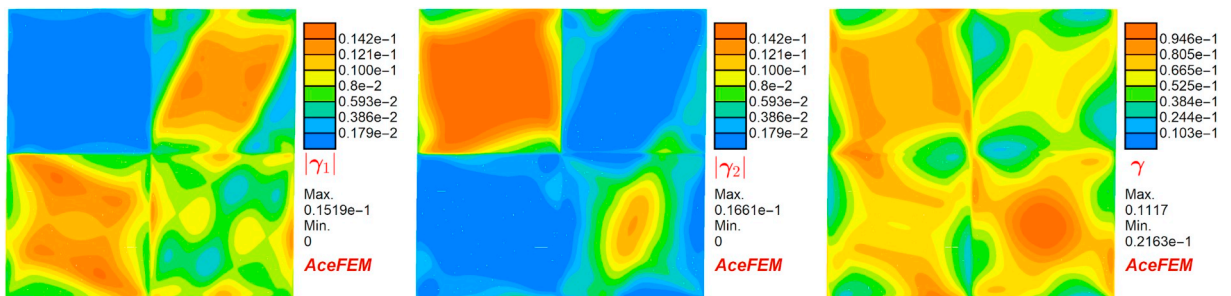 0.142e−1
0.121e−1
0.100e−1
0.8e−2
0.593e−2
0.386e−2
0.179e−2
|γ1|
Max.
0.1519e−1
Min.
0
AceFEM
0.142e−1
0.121e−1
0.100e−1
0.8e−2
0.593e−2
0.386e−2
0.179e−2
|γ2|
Max.
0.1661e−1
Min.
0
AceFEM
0.946e−1
0.805e−1
0.665e−1
0.525e−1
0.384e−1
0.244e−1
0.103e−1
γ
Max.
0.1117
Min.
0.2163e−1
AceFEM